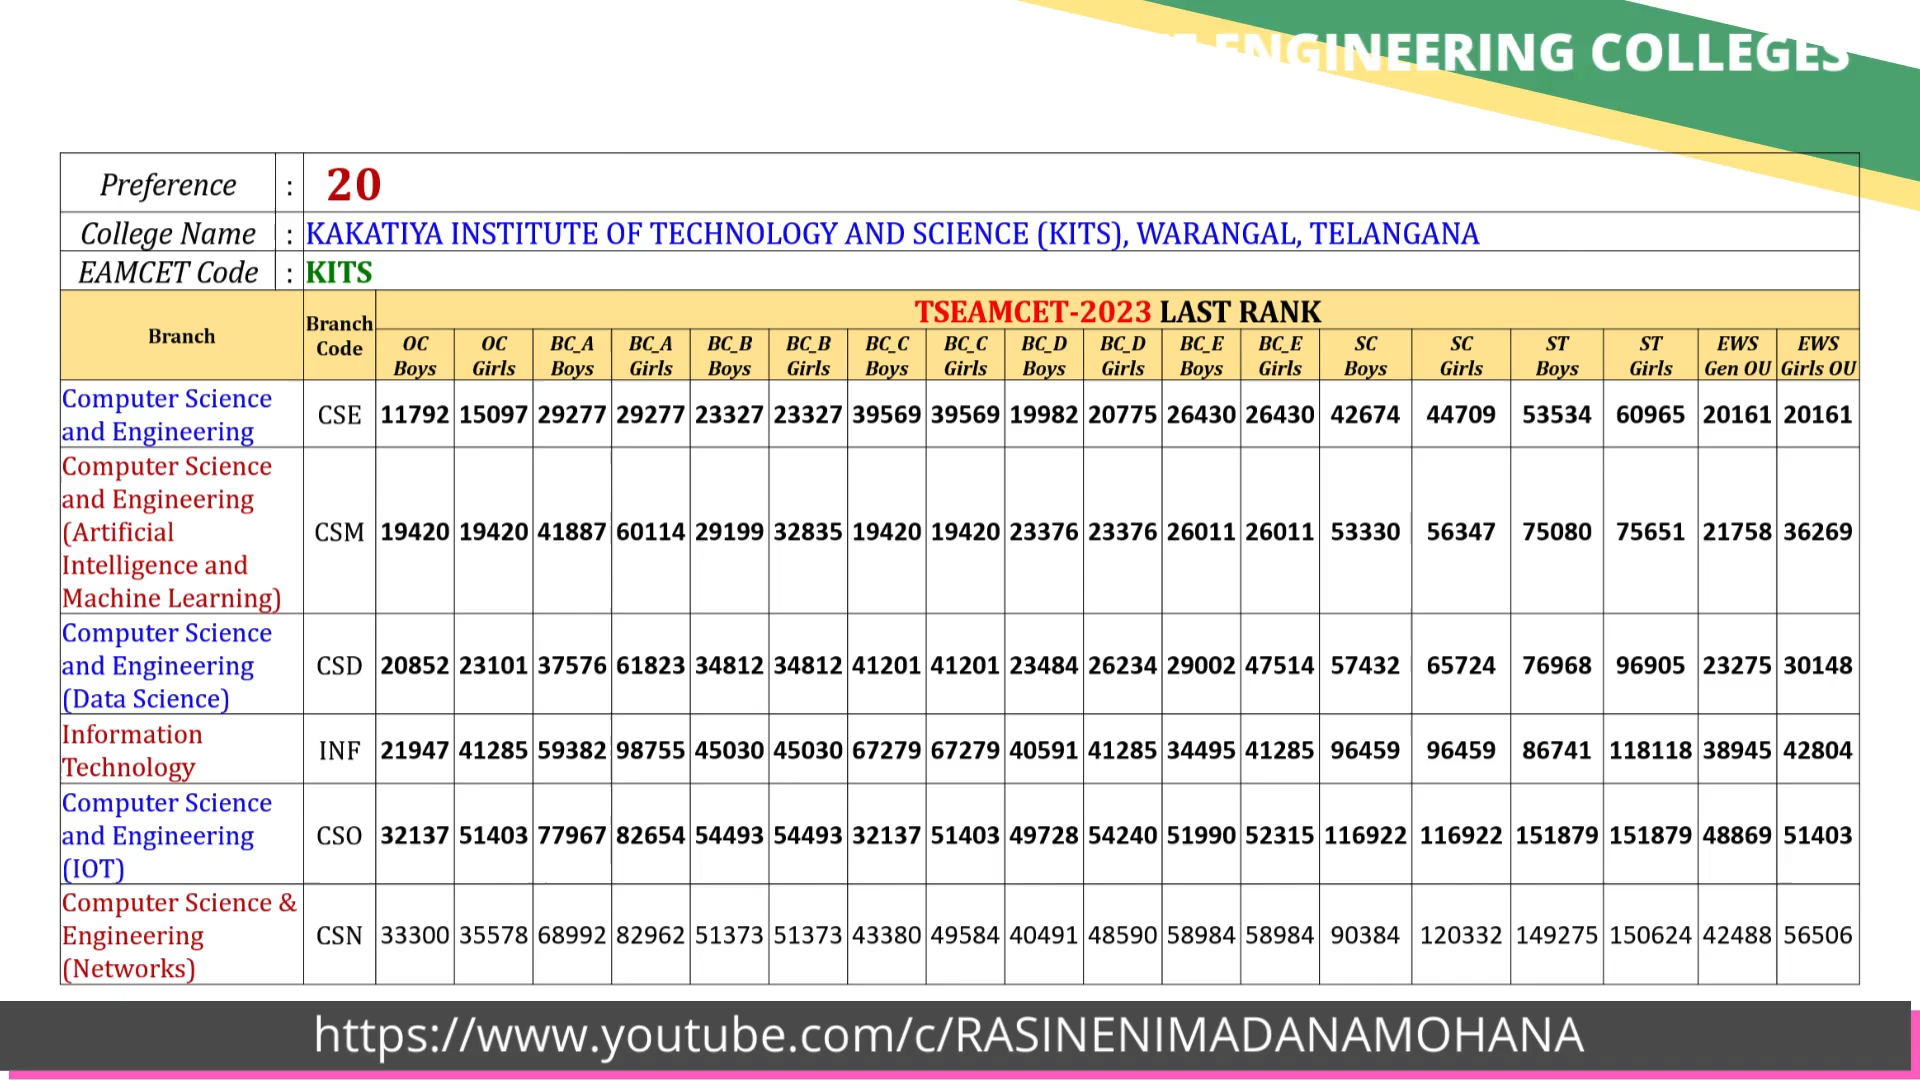 ENGINEERING COLLEGES
Preference : 20
College Name : KAKATIYA INSTITUTE OF TECHNOLOGY AND SCIENCE (KITS), WARANGAL, TELANGANA
EAMCET Code : KITS
TSEAMCET-2023 LAST RANK
Branch Branch Code OC Boys OC Girls BC_A Boys BC_A Girls BC_B Boys BC_B Girls BC_C Boys BC_C Girls BC_D Boys BC_D Girls BC_E Boys BC_E Girls SC Boys SC Girls ST Boys ST Girls EWS Gen OU EWS Girls OU
Computer Science and Engineering CSE 11792 15097 29277 29277 23327 23327 39569 39569 19982 20775 26430 26430 42674 44709 53534 60965 20161 20161
Computer Science and Engineering (Artificial Intelligence and Machine Learning) CSM 19420 19420 41887 60114 29199 32835 19420 19420 23376 23376 26011 26011 53330 56347 75080 75651 21758 36269
Computer Science and Engineering (Data Science) CSD 20852 23101 37576 61823 34812 34812 41201 41201 23484 26234 29002 47514 57432 65724 76968 96905 23275 30148
Information Technology INF 21947 41285 59382 98755 45030 45030 67279 67279 40591 41285 34495 41285 96459 96459 86741 118118 38945 42804
Computer Science and Engineering (IOT) CSO 32137 51403 77967 82654 54493 54493 32137 51403 49728 54240 51990 52315 116922 116922 151879 151879 48869 51403
Computer Science & Engineering (Networks) CSN 33300 35578 68992 82962 51373 51373 43380 49584 40491 48590 58984 58984 90384 120332 149275 150624 42488 56506
https://www.youtube.com/c/RASINENIMADANAMOHANA